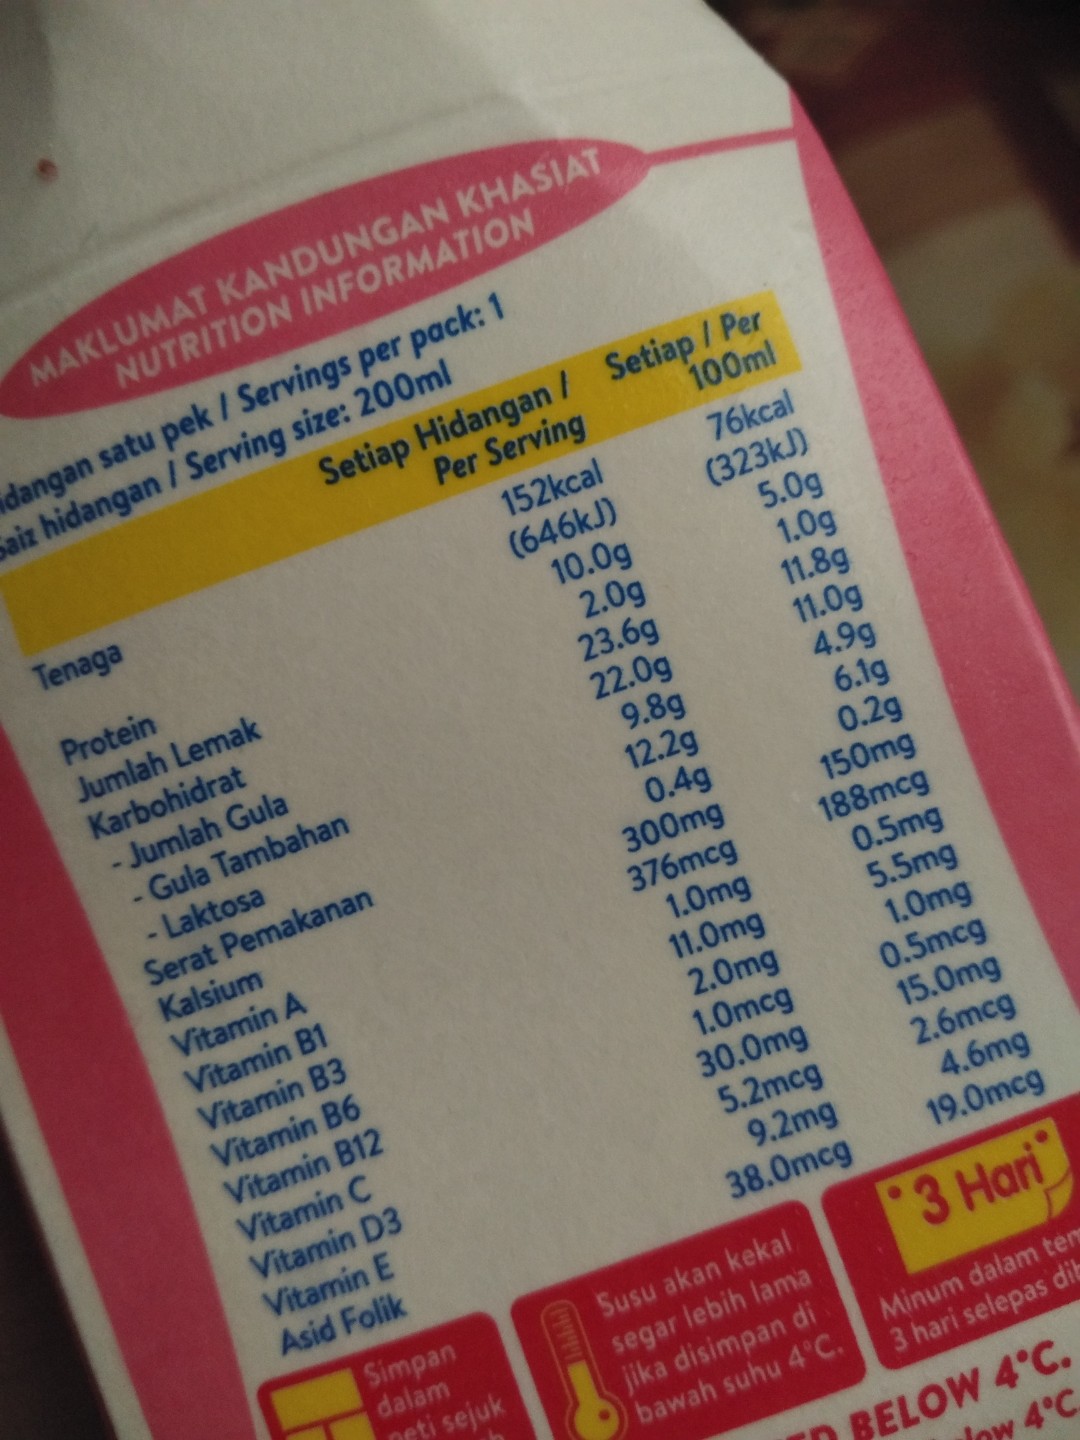 MAKLUMAT KANDUNGAN KHASIAT
NUTRITION INFORMATION
satu pek / Servings per pack: 1
hidangan / Serving size: 200ml
Setiap Hidangan / Per Serving Setiap / Per 100ml
Tenaga 152kcal (646kJ) 76kcal (323kJ)
Protein 10.0g 5.0g
Jumlah Lemak 2.0g 1.0g
Karbohidrat 23.6g 11.8g
- Jumlah Gula 22.0g 11.0g
- Gula Tambahan 9.8g 4.9g
- Laktosa 12.2g 6.1g
Serat Pemakanan 0.4g 0.2g
Kalsium 300mg 150mg
Vitamin A 376mcg 188mcg
Vitamin B1 1.0mg 0.5mg
Vitamin B3 11.0mg 5.5mg
Vitamin B6 2.0mg 1.0mg
Vitamin B12 1.0mcg 0.5mcg
Vitamin C 30.0mg 15.0mg
Vitamin D3 5.2mcg 2.6mcg
Vitamin E 9.2mg 4.6mg
Asid Folik 38.0mcg 19.0mcg
Simpan
dalam
peti sejuk
Susu akan kekal
segar lebih lama
jika disimpan di
bawah suhu 4°C.
3 Hari
Minum dalam
3 hari selepas
BELOW 4°C.
4°C